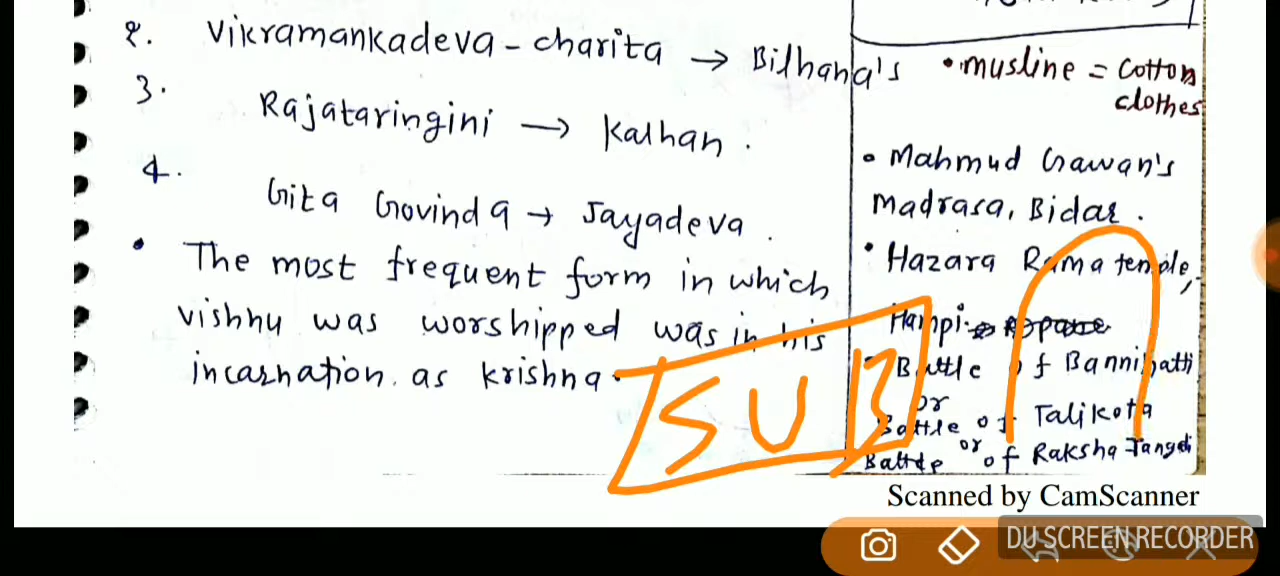 2. Vikramankadeva - charita → Bilhana's
3. Rajataringini → Kalhan.
4. Gita Govinda → Jayadeva.
• The most frequent form in which
vishnu was worshipped was in his
incarnation as krishna.
• musline = Cotton
clothes
• Mahmud Gawan's
madrasa, Bidar.
• Hazara Rama temple,
Hampi.
• Battle of Bannihatti
or
Battle of Talikota
or
Battle of Raksha Tangdi
SUB
Scanned by CamScanner
DU SCREEN RECORDER